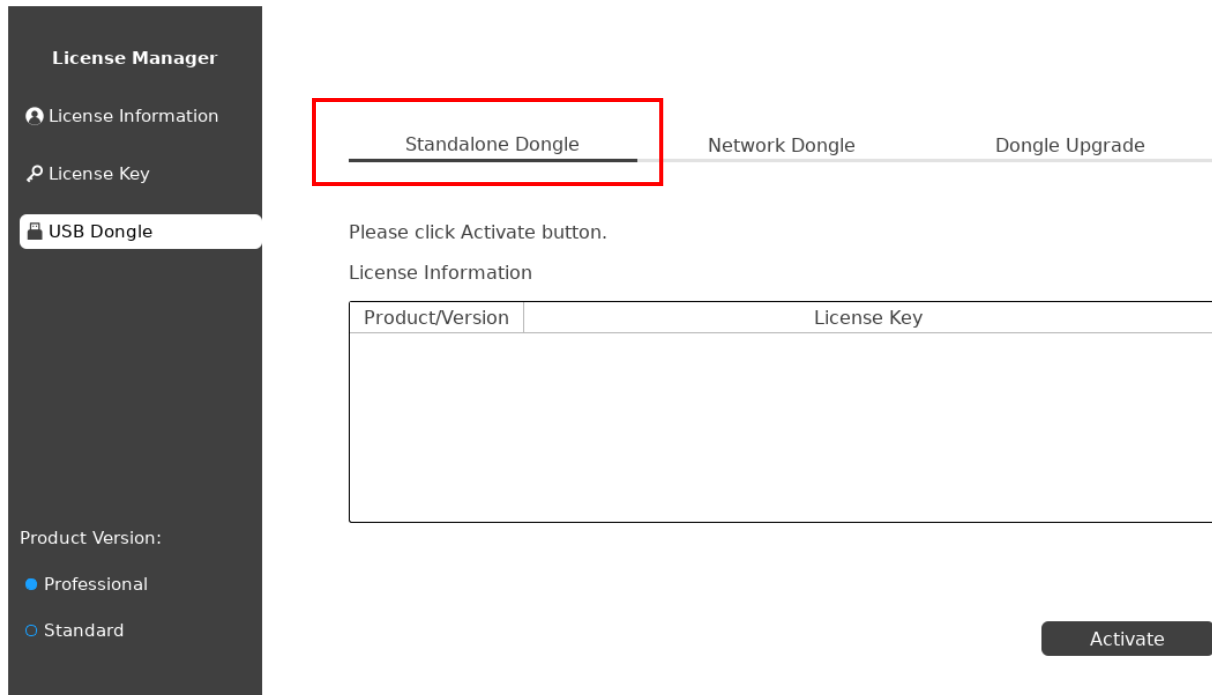 License Manager
License Information
License Key
USB Dongle
Product Version:
Professional
Standard
Standalone Dongle Network Dongle Dongle Upgrade
Please click Activate button.
License Information
Product/Version License Key
Activate